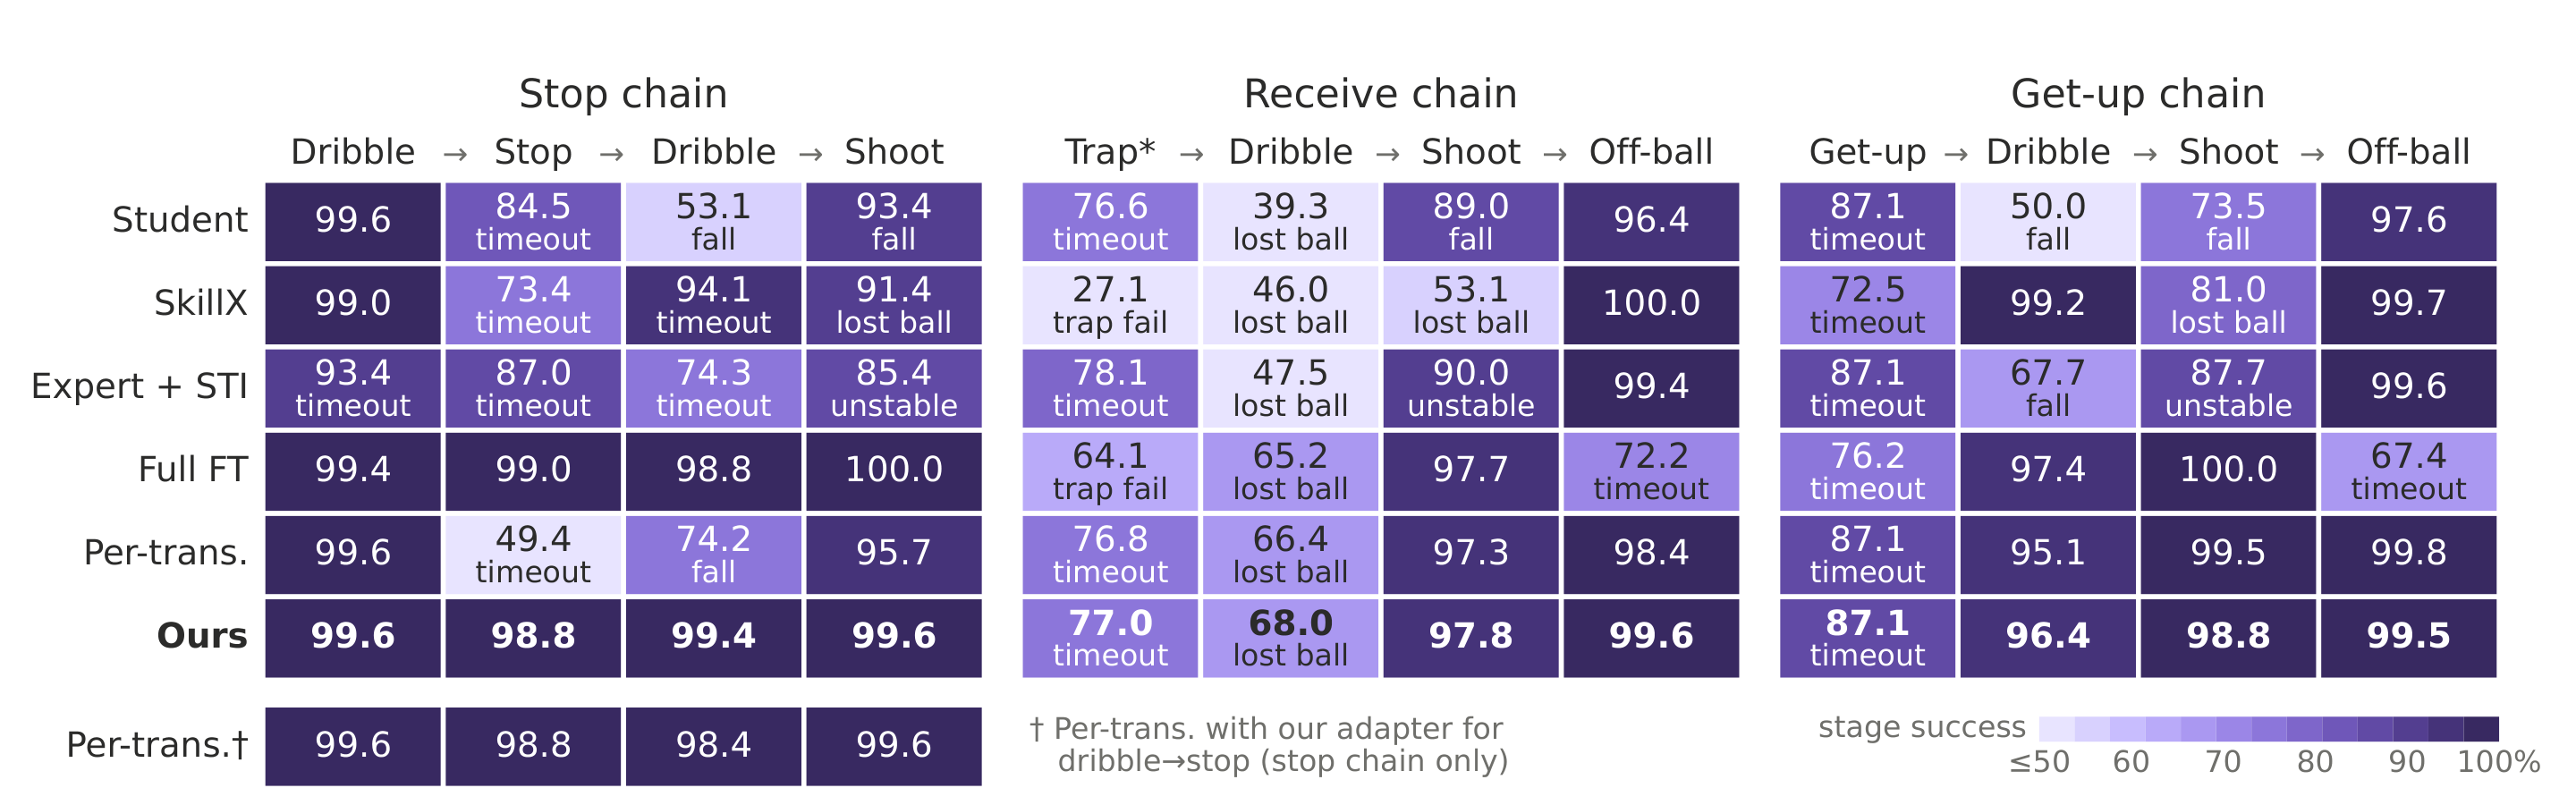 Stop chain Receive chain Get-up chain
Dribble → Stop → Dribble → Shoot Trap* → Dribble → Shoot → Off-ball Get-up → Dribble → Shoot → Off-ball
Student 99.6 84.5 timeout 53.1 fall 93.4 fall 76.6 timeout 39.3 lost ball 89.0 fall 96.4 87.1 timeout 50.0 fall 73.5 fall 97.6
SkillX 99.0 73.4 timeout 94.1 timeout 91.4 lost ball 27.1 trap fail 46.0 lost ball 53.1 lost ball 100.0 72.5 timeout 99.2 81.0 lost ball 99.7
Expert + STI 93.4 timeout 87.0 timeout 74.3 timeout 85.4 unstable 78.1 timeout 47.5 lost ball 90.0 unstable 99.4 87.1 timeout 67.7 fall 87.7 unstable 99.6
Full FT 99.4 99.0 98.8 100.0 64.1 trap fail 65.2 lost ball 97.7 72.2 timeout 76.2 timeout 97.4 100.0 67.4 timeout
Per-trans. 99.6 49.4 timeout 74.2 fall 95.7 76.8 timeout 66.4 lost ball 97.3 98.4 87.1 timeout 95.1 99.5 99.8
Ours 99.6 98.8 99.4 99.6 77.0 timeout 68.0 lost ball 97.8 99.6 87.1 timeout 96.4 98.8 99.5
Per-trans.† 99.6 98.8 98.4 99.6
† Per-trans. with our adapter for
dribble→stop (stop chain only)
stage success
≤50 60 70 80 90 100%